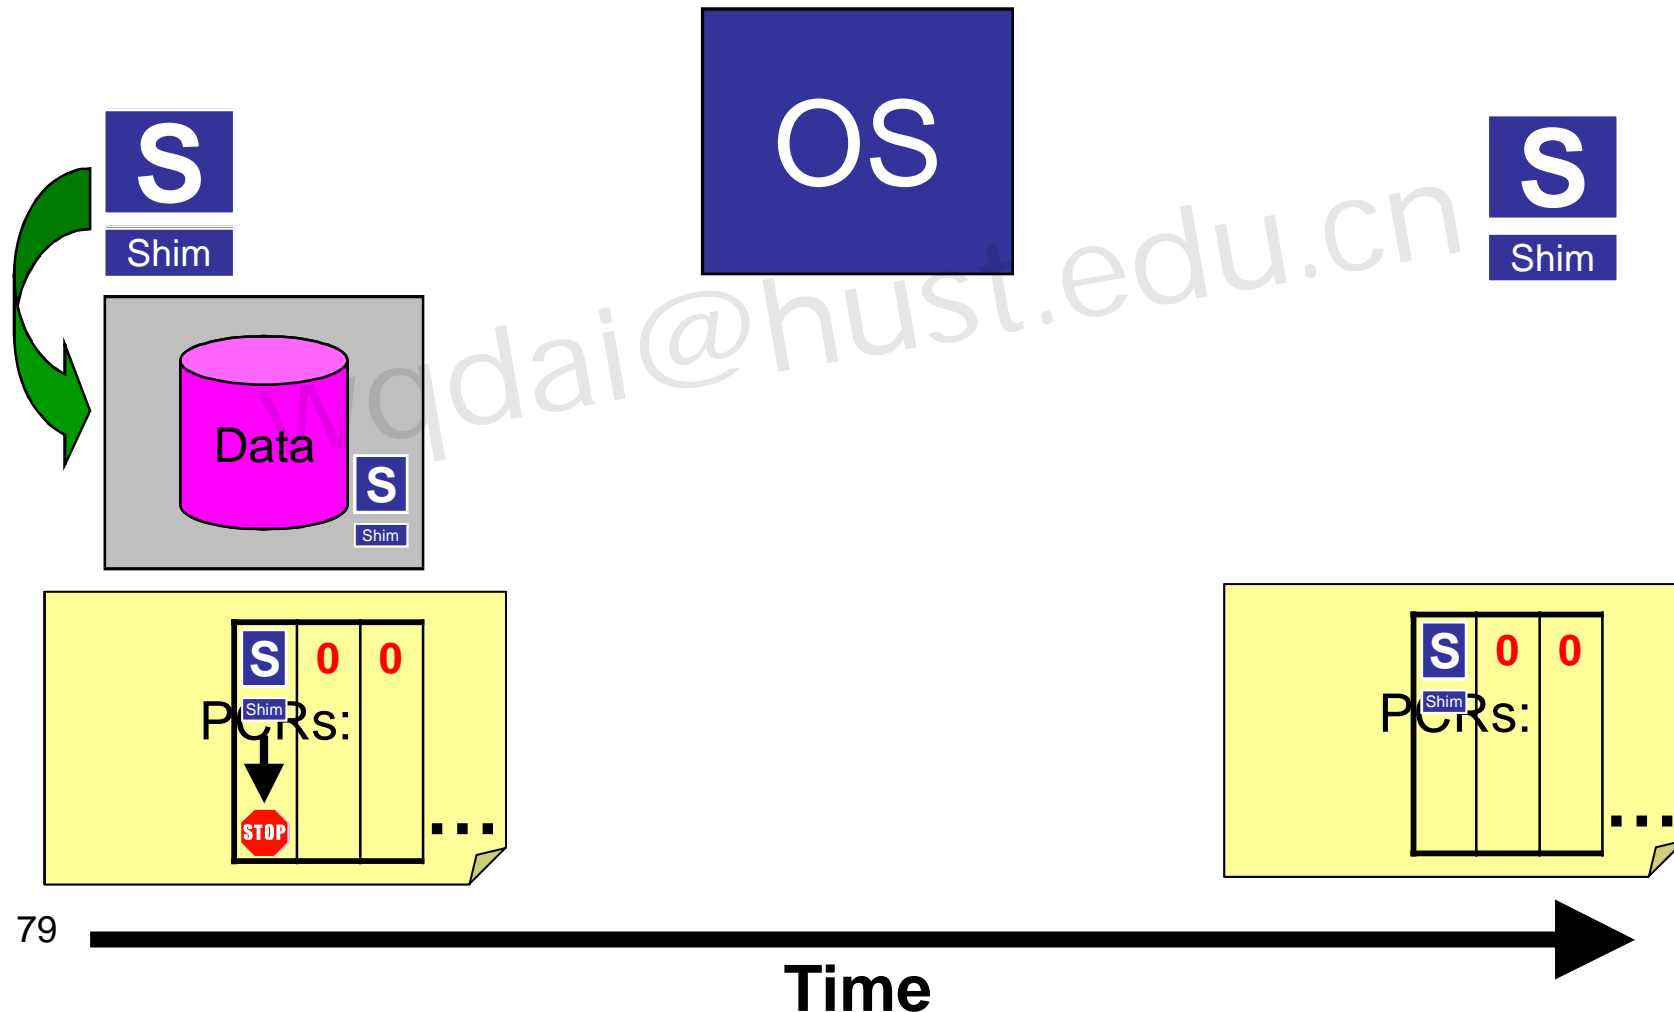 OS
S
Shim
S
Shim
wqdai@hust.edu.cn
Data
S
Shim
S 0 0
Shim
PCRs:
STOP
...
S 0 0
Shim
PCRs:
...
79
Time